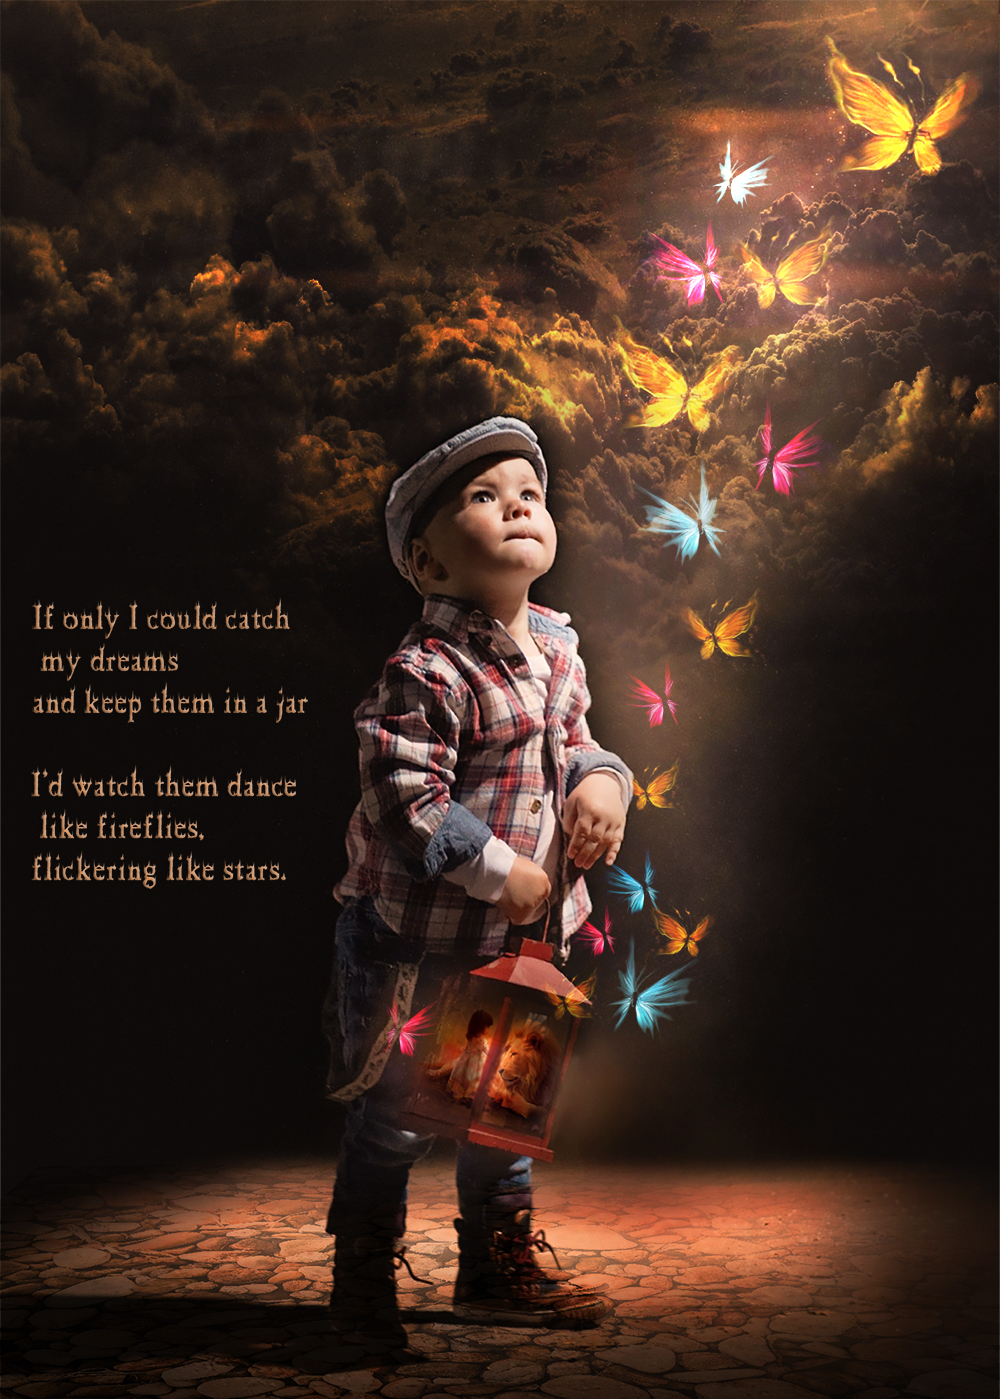 If only I could catch
my dreams
and keep them in a jar
I'd watch them dance
like fireflies,
flickering like stars.